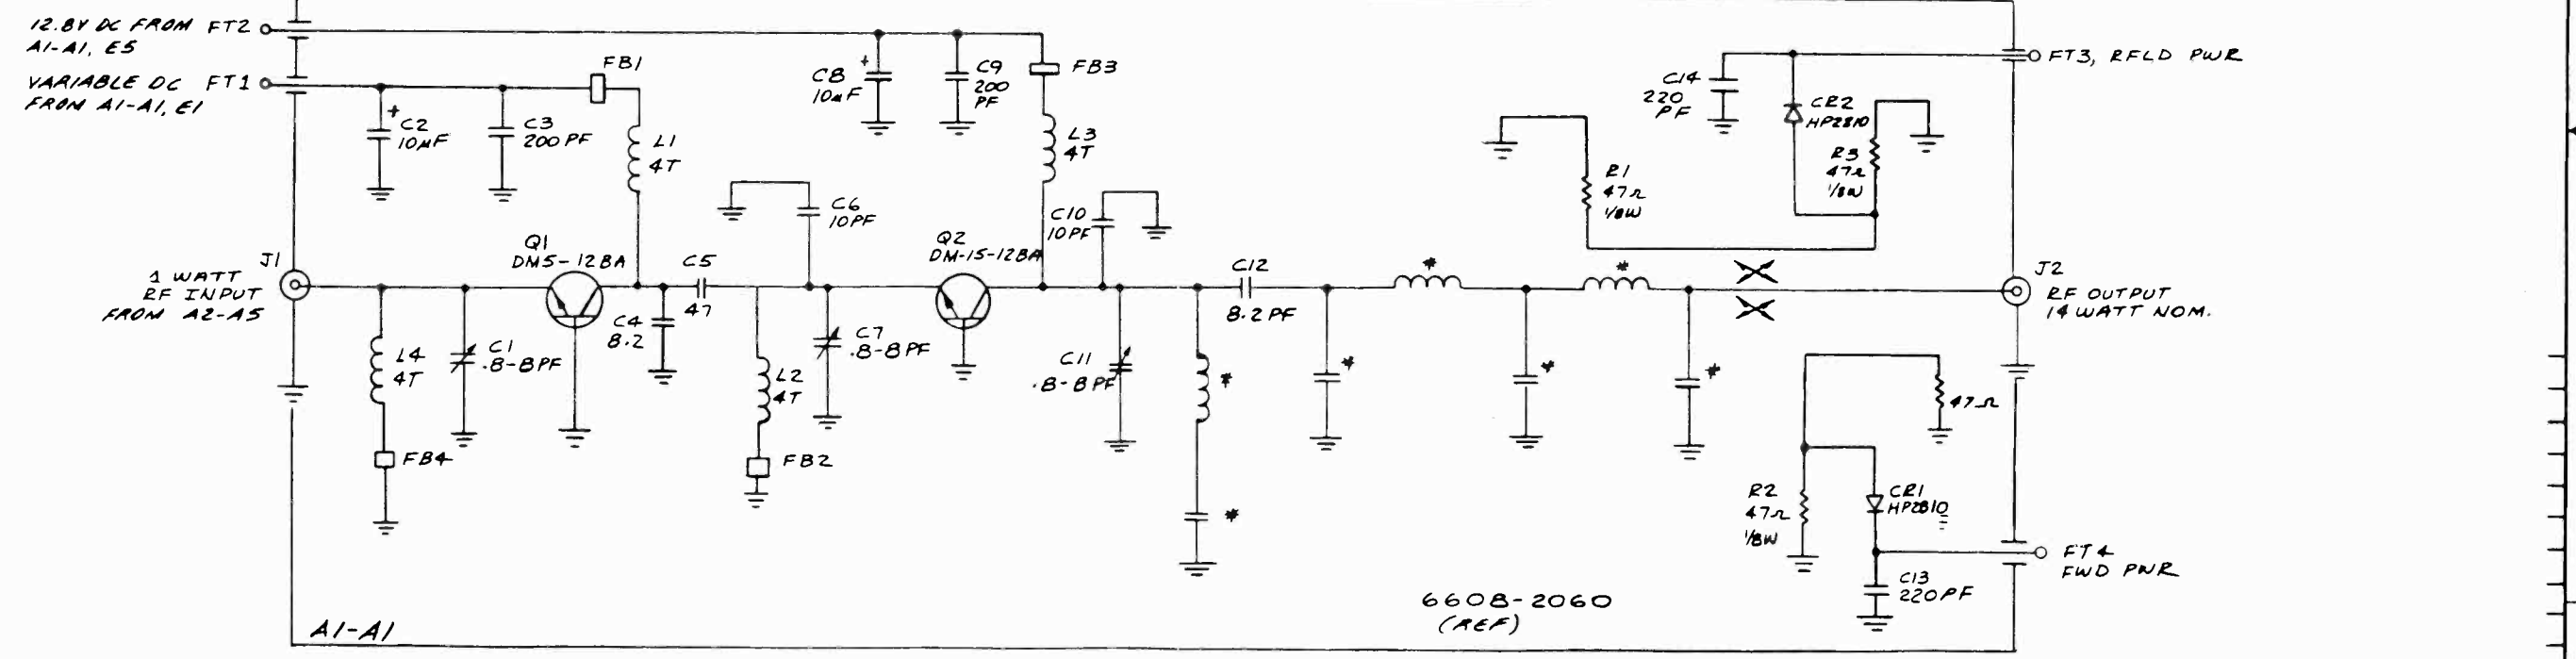 12.8V DC FROM FT2
A1-A1, E5
VARIABLE DC FT1
FROM A1-A1, E1
FB1
+
C2
10µF
C3
200 PF
L1
4T
+
C8
10µF
C9
200
PF
FB3
L3
4T
C6
10PF
C10
10PF
C14
220
PF
CR2
HP2810
R3
47Ω
1/8W
R1
47Ω
1/8W
FT3, RFLD PWR
J1
1 WATT
RF INPUT
FROM A2-A5
Q1
DM5-12BA
C5
47
C4
8.2
Q2
DM-15-12BA
C12
8.2 PF
*
*
J2
RF OUTPUT
14 WATT NOM.
L4
4T
C1
.8-8PF
L2
4T
C7
.8-8PF
C11
.8-8PF
*
*
*
*
47Ω
FB4
FB2
*
R2
47Ω
1/8W
CR1
HP2810
FT4
FWD PWR
C13
220PF
6608-2060
(REF)
A1-A1